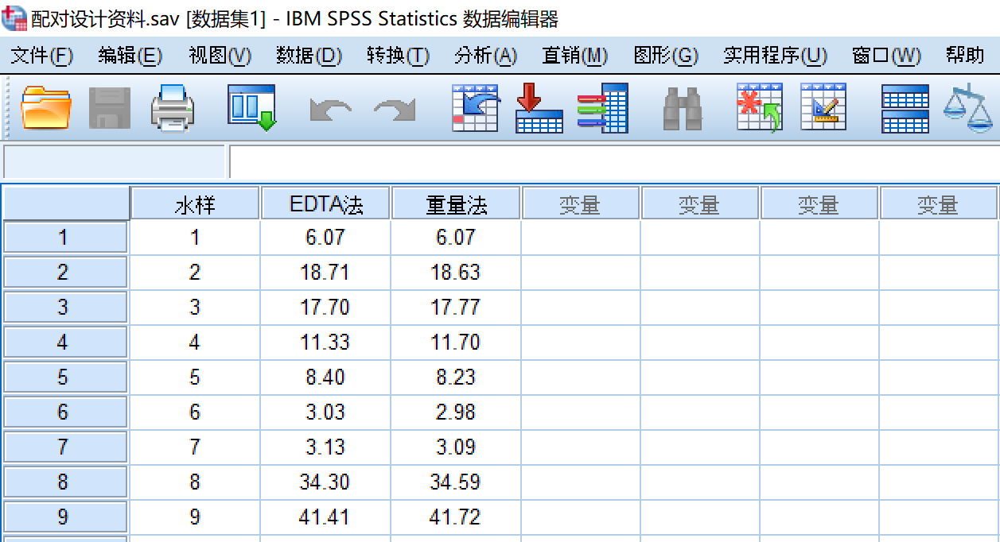 配对设计资料.sav [数据集1] - IBM SPSS Statistics 数据编辑器
文件(F) 编辑(E) 视图(V) 数据(D) 转换(T) 分析(A) 直销(M) 图形(G) 实用程序(U) 窗口(W) 帮助
水样 EDTA法 重量法 变量 变量 变量 变量
1 1 6.07 6.07
2 2 18.71 18.63
3 3 17.70 17.77
4 4 11.33 11.70
5 5 8.40 8.23
6 6 3.03 2.98
7 7 3.13 3.09
8 8 34.30 34.59
9 9 41.41 41.72